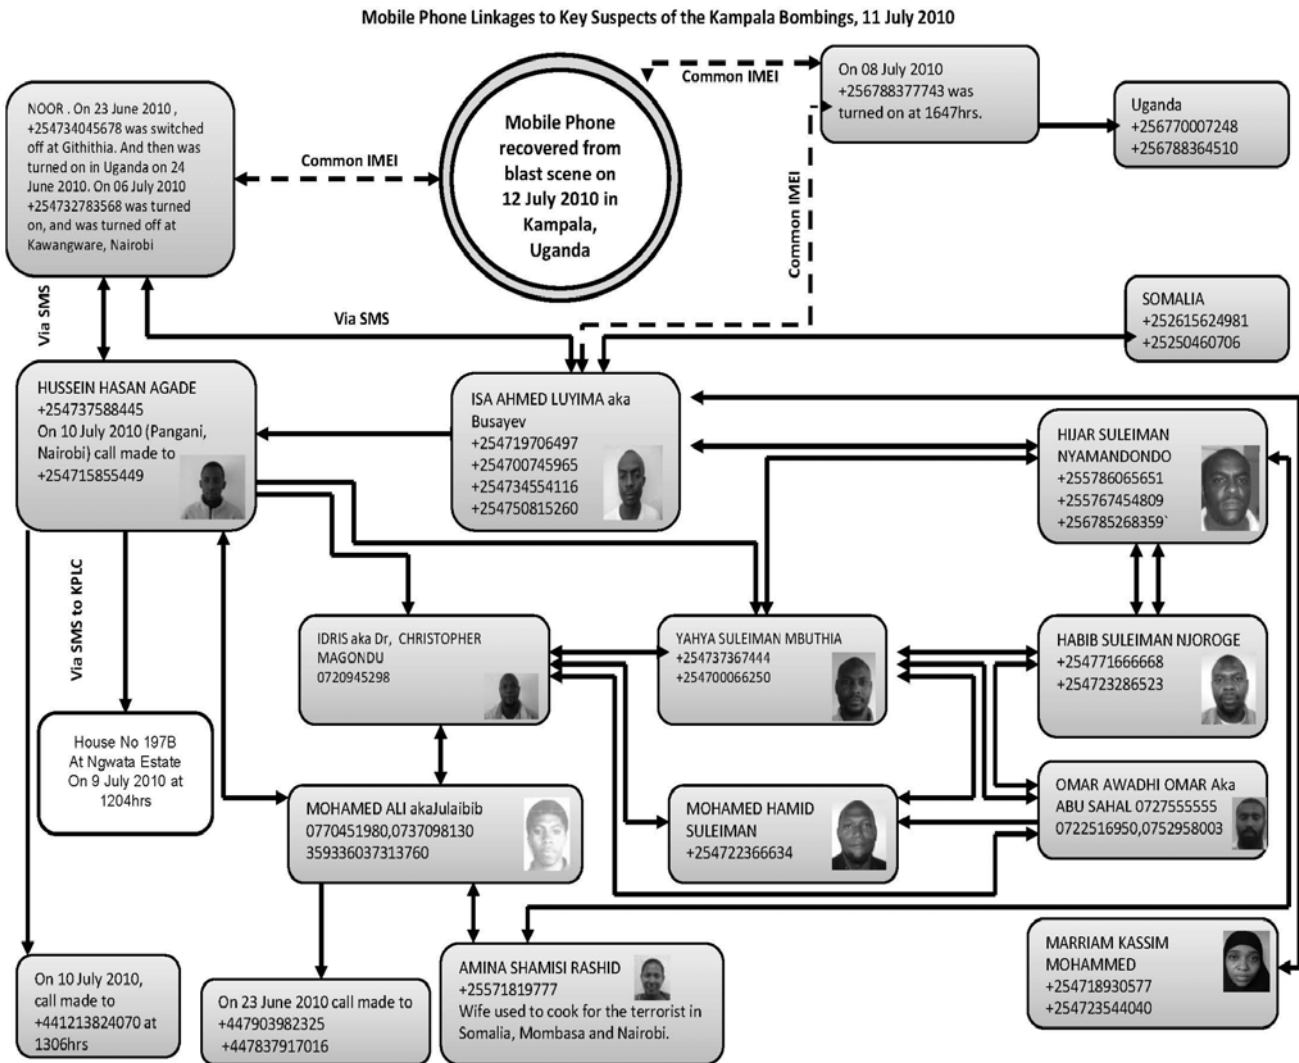 Mobile Phone Linkages to Key Suspects of the Kampala Bombings, 11 July 2010
NOOR . On 23 June 2010 ,
+254734045678 was switched
off at Githithia. And then was
turned on in Uganda on 24
June 2010. On 06 July 2010
+254732783568 was turned
on, and was turned off at
Kawangware, Nairobi
Common IMEI
Mobile Phone
recovered from
blast scene on
12 July 2010 in
Kampala,
Uganda
Common IMEI
On 08 July 2010
+256788377743 was
turned on at 1647hrs.
Uganda
+256770007248
+256788364510
Common IMEI
Via SMS
Via SMS
SOMALIA
+252615624981
+25250460706
HUSSEIN HASAN AGADE
+254737588445
On 10 July 2010 (Pangani,
Nairobi) call made to
+254715855449
ISA AHMED LUYIMA aka
Busayev
+254719706497
+254700745965
+254734554116
+254750815260
HIJAR SULEIMAN
NYAMANDONDO
+255786065651
+255767454809
+256785268359`
Via SMS to KPLC
IDRIS aka Dr, CHRISTOPHER
MAGONDU
0720945298
YAHYA SULEIMAN MBUTHIA
+254737367444
+254700066250
HABIB SULEIMAN NJOROGE
+254771666668
+254723286523
House No 197B
At Ngwata Estate
On 9 July 2010 at
1204hrs
MOHAMED ALI akaJulaibib
0770451980,0737098130
359336037313760
MOHAMED HAMID
SULEIMAN
+254722366634
OMAR AWADHI OMAR Aka
ABU SAHAL 0727555555
0722516950,0752958003
On 10 July 2010,
call made to
+441213824070 at
1306hrs
On 23 June 2010 call made to
+447903982325
+447837917016
AMINA SHAMISI RASHID
+25571819777
Wife used to cook for the terrorist in
Somalia, Mombasa and Nairobi.
MARRIAM KASSIM
MOHAMMED
+254718930577
+254723544040